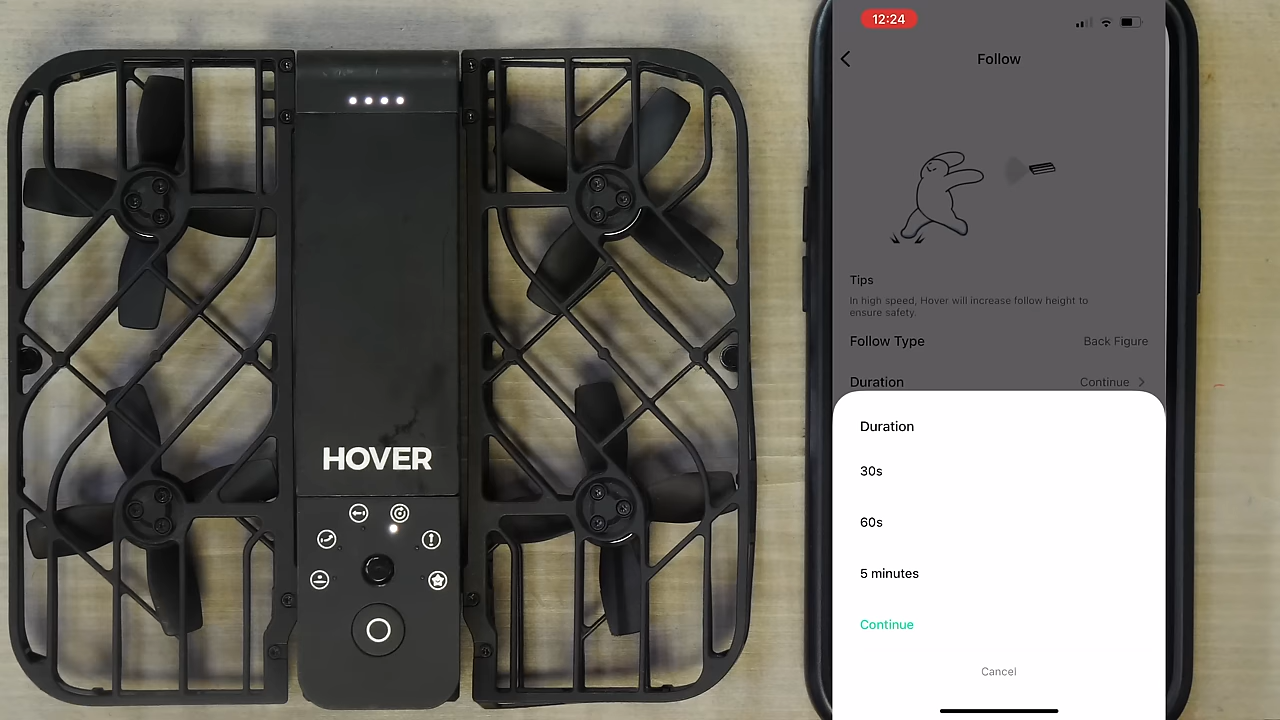 HOVER
12:24
Follow
Tips
In high speed, Hover will increase follow height to
ensure safety.
Follow Type Back Figure
Duration Continue
Duration
30s
60s
5 minutes
Continue
Cancel